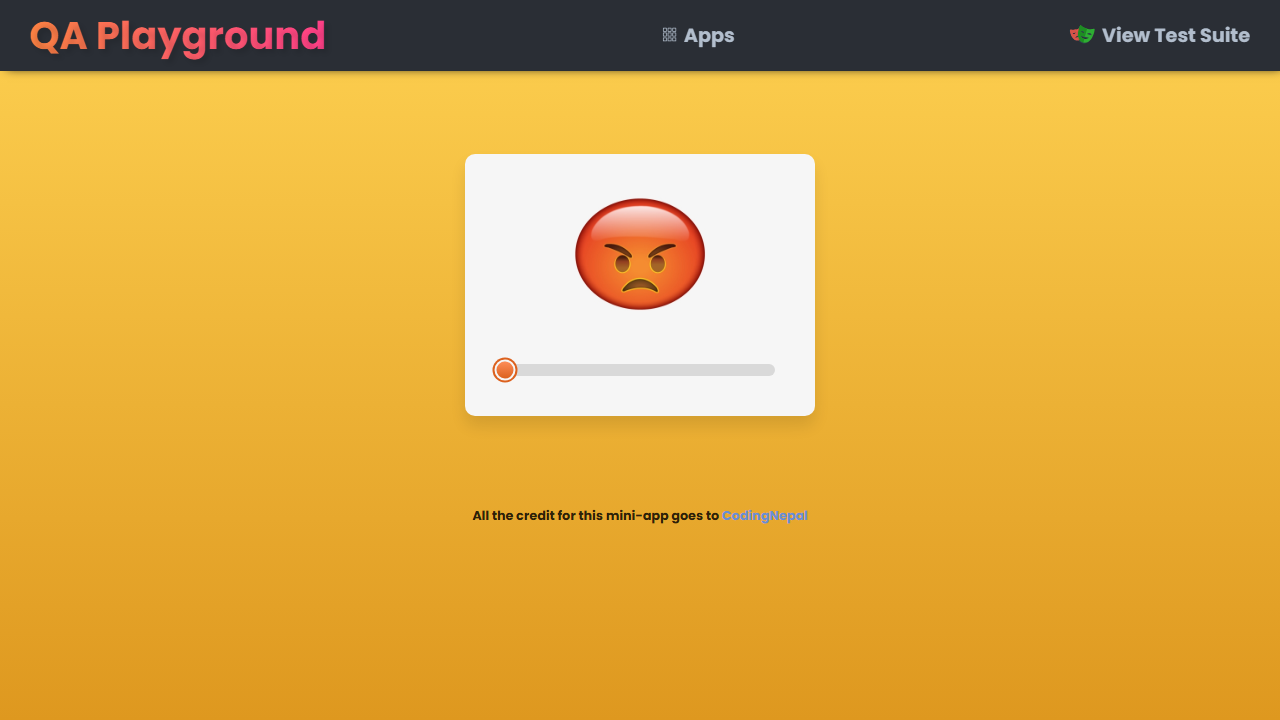 QA Playground
Apps
View Test Suite
All the credit for this mini-app goes to CodingNepal